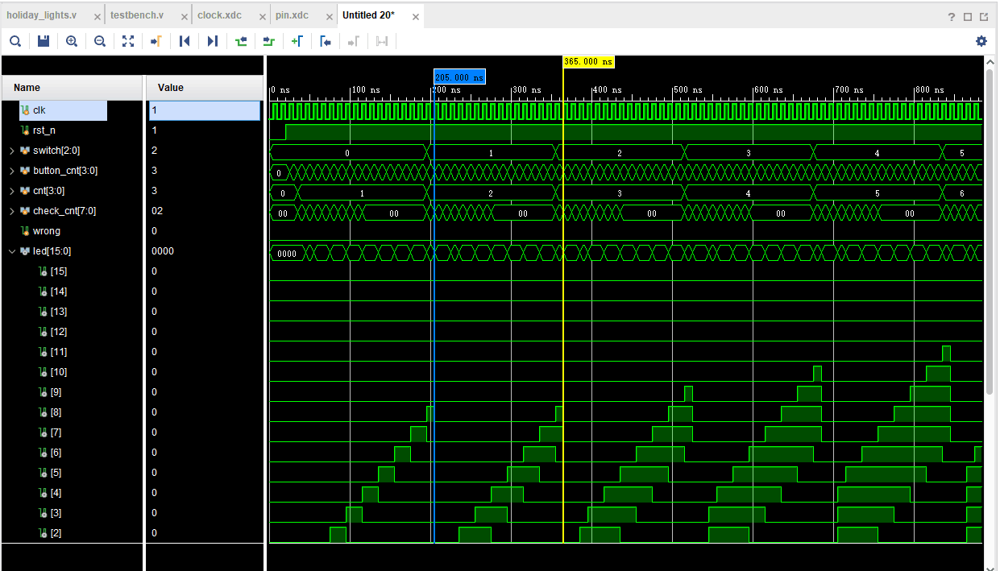 holiday_lights.v × testbench.v × clock.xdc × pin.xdc × Untitled 20* ×
?
365.000 ns
205.000 ns
Name Value
0 ns 100 ns 200 ns 300 ns 400 ns 500 ns 600 ns 700 ns 800 ns
clk 1
rst_n 1
switch[2:0] 2 0 1 2 3 4 5
button_cnt[3:0] 3 0
cnt[3:0] 3 0 1 2 3 4 5 6
check_cnt[7:0] 02 00 00 00 00 00 00
wrong 0
led[15:0] 0000 0000
[15] 0
[14] 0
[13] 0
[12] 0
[11] 0
[10] 0
[9] 0
[8] 0
[7] 0
[6] 0
[5] 0
[4] 0
[3] 0
[2] 0